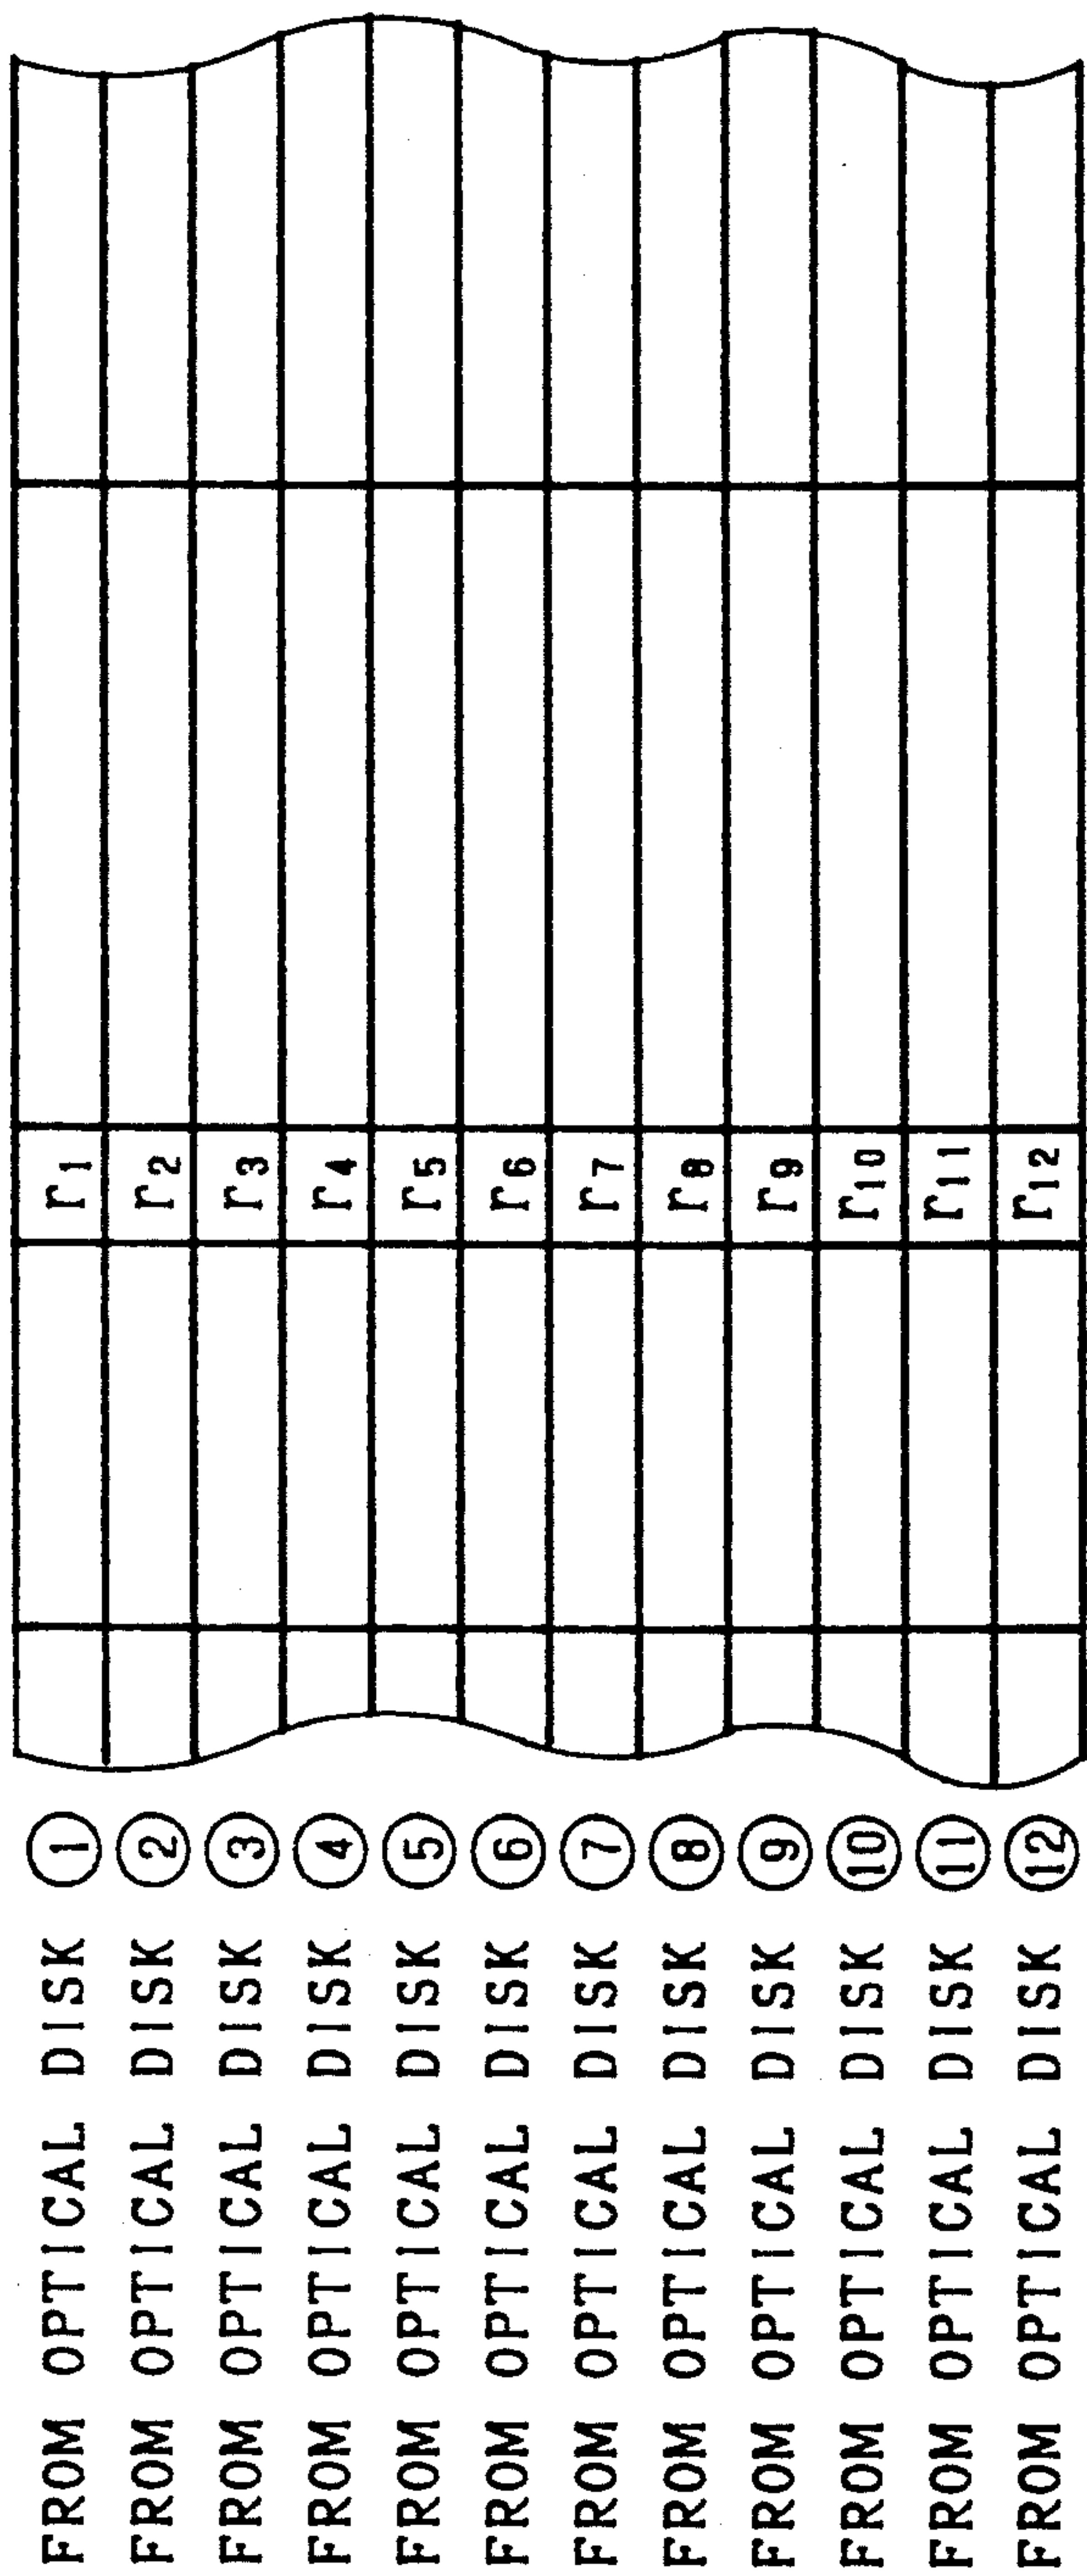 FROM OPTICAL DISK ① r1
FROM OPTICAL DISK ② r2
FROM OPTICAL DISK ③ r3
FROM OPTICAL DISK ④ r4
FROM OPTICAL DISK ⑤ r5
FROM OPTICAL DISK ⑥ r6
FROM OPTICAL DISK ⑦ r7
FROM OPTICAL DISK ⑧ r8
FROM OPTICAL DISK ⑨ r9
FROM OPTICAL DISK ⑩ r10
FROM OPTICAL DISK ⑪ r11
FROM OPTICAL DISK ⑫ r12